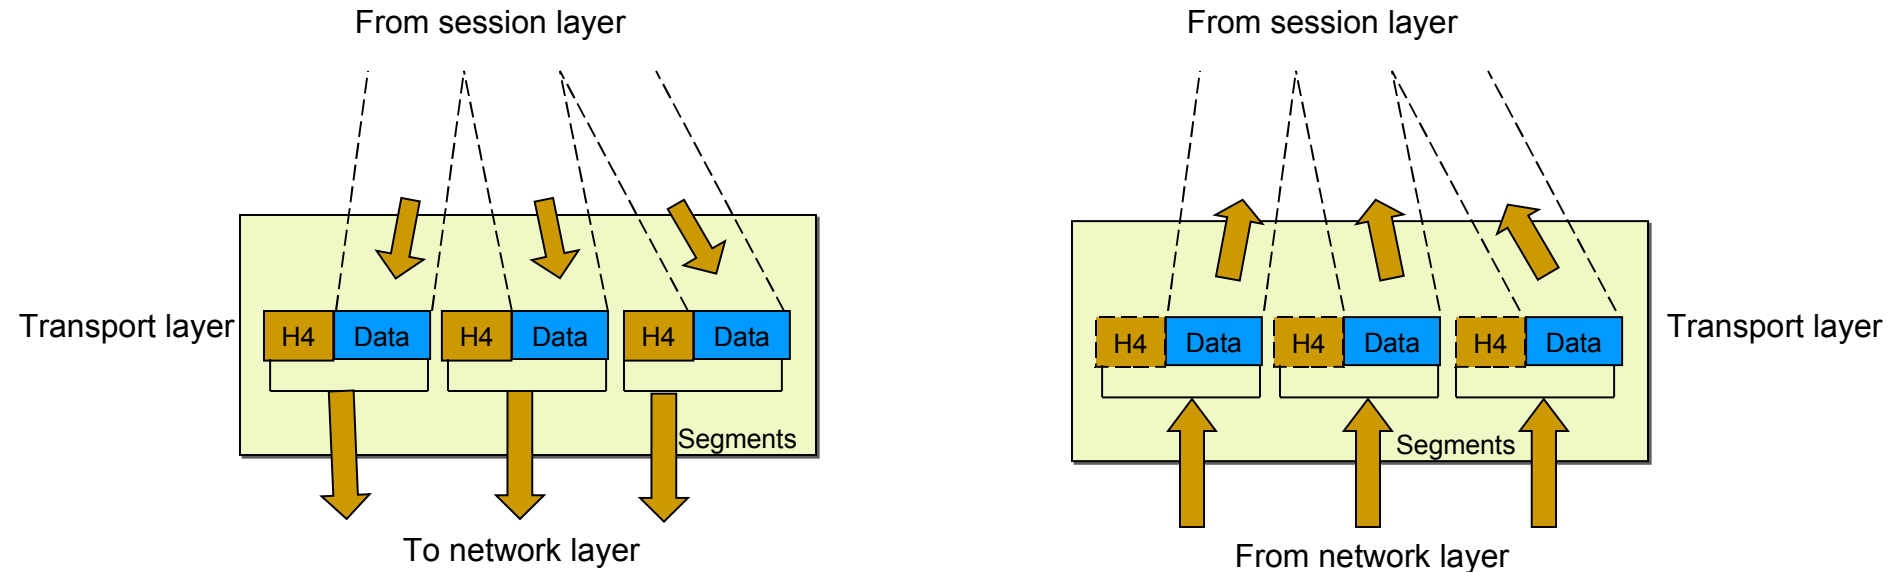 From session layer
From session layer
Transport layer
H4 Data H4 Data H4 Data
Segments
To network layer
H4 Data H4 Data H4 Data
Transport layer
Segments
From network layer